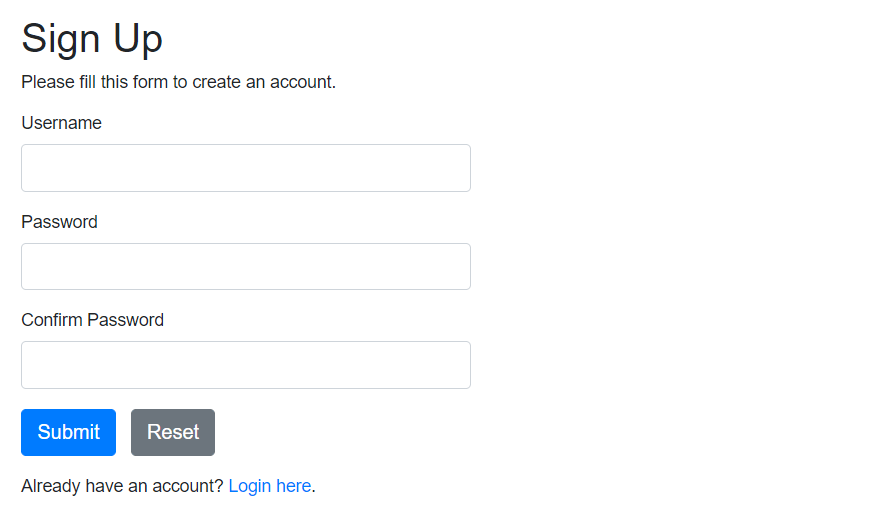 Sign Up
Please fill this form to create an account.
Username
Password
Confirm Password
Submit Reset
Already have an account? Login here.